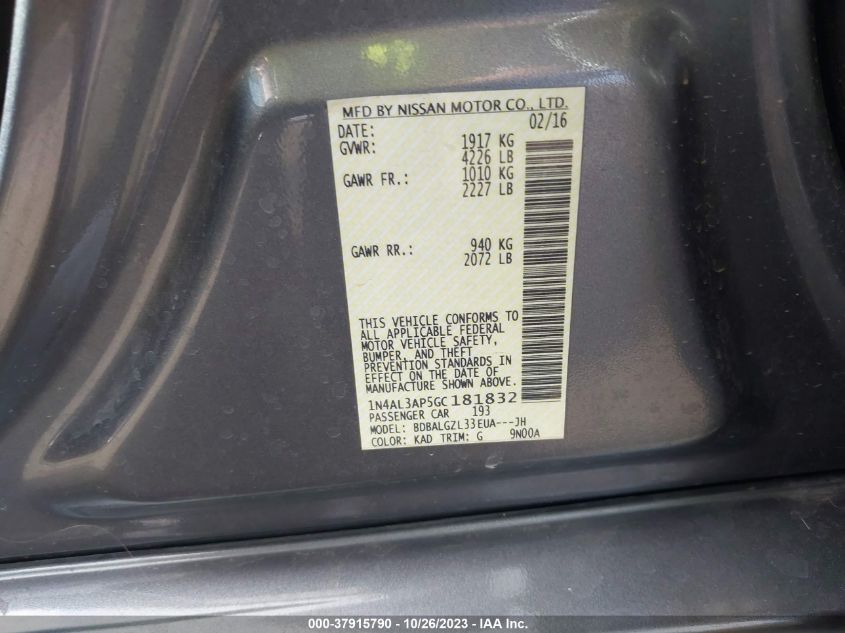 MFD BY NISSAN MOTOR CO., LTD.
DATE: 02/16
GVWR: 1917 KG
4226 LB
GAWR FR.: 1010 KG
2227 LB
GAWR RR.: 940 KG
2072 LB
THIS VEHICLE CONFORMS TO
ALL APPLICABLE FEDERAL
MOTOR VEHICLE SAFETY,
BUMPER, AND THEFT
PREVENTION STANDARDS IN
EFFECT ON THE DATE OF
MANUFACTURE SHOWN ABOVE.
1N4AL3AP5GC181832
PASSENGER CAR 193
MODEL: BDBALGZL33EUA---JH
COLOR: KAD TRIM: G 9N00A
000-37915790 - 10/26/2023 - IAAI.com